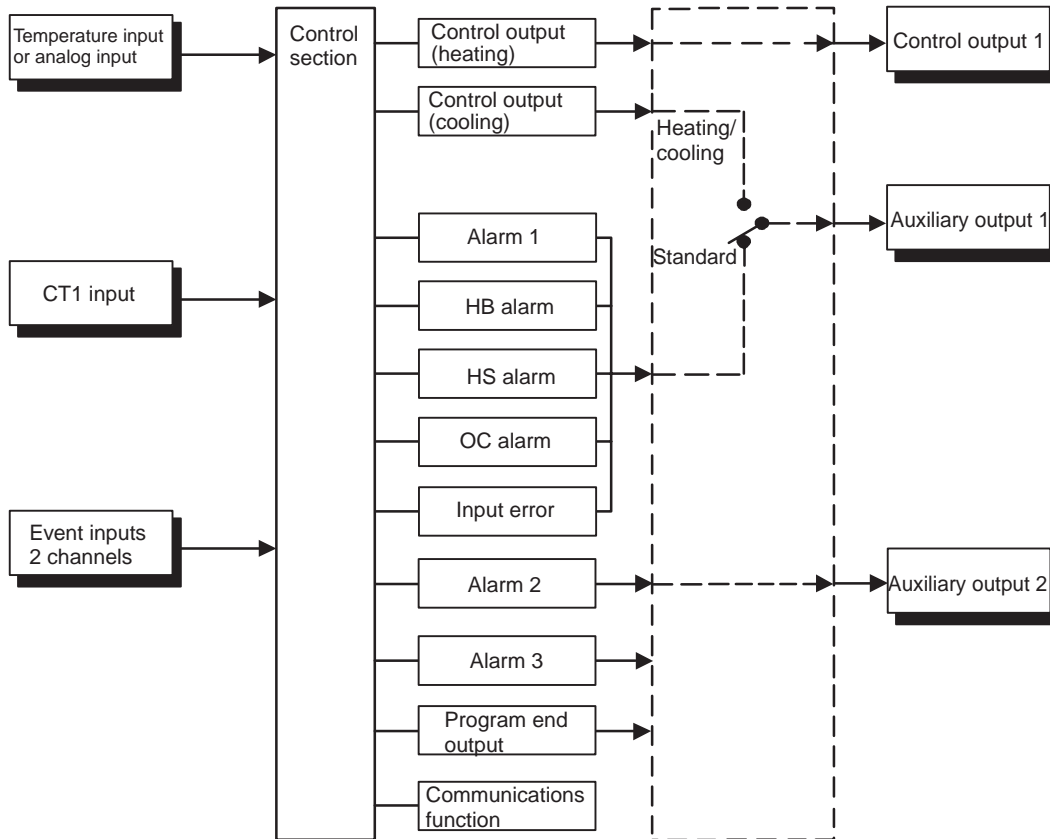 Temperature input
or analog input
CT1 input
Event inputs
2 channels
Control
section
Control output
(heating)
Control output
(cooling)
Alarm 1
HB alarm
HS alarm
OC alarm
Input error
Alarm 2
Alarm 3
Program end
output
Communications
function
Heating/
cooling
Standard
Control output 1
Auxiliary output 1
Auxiliary output 2